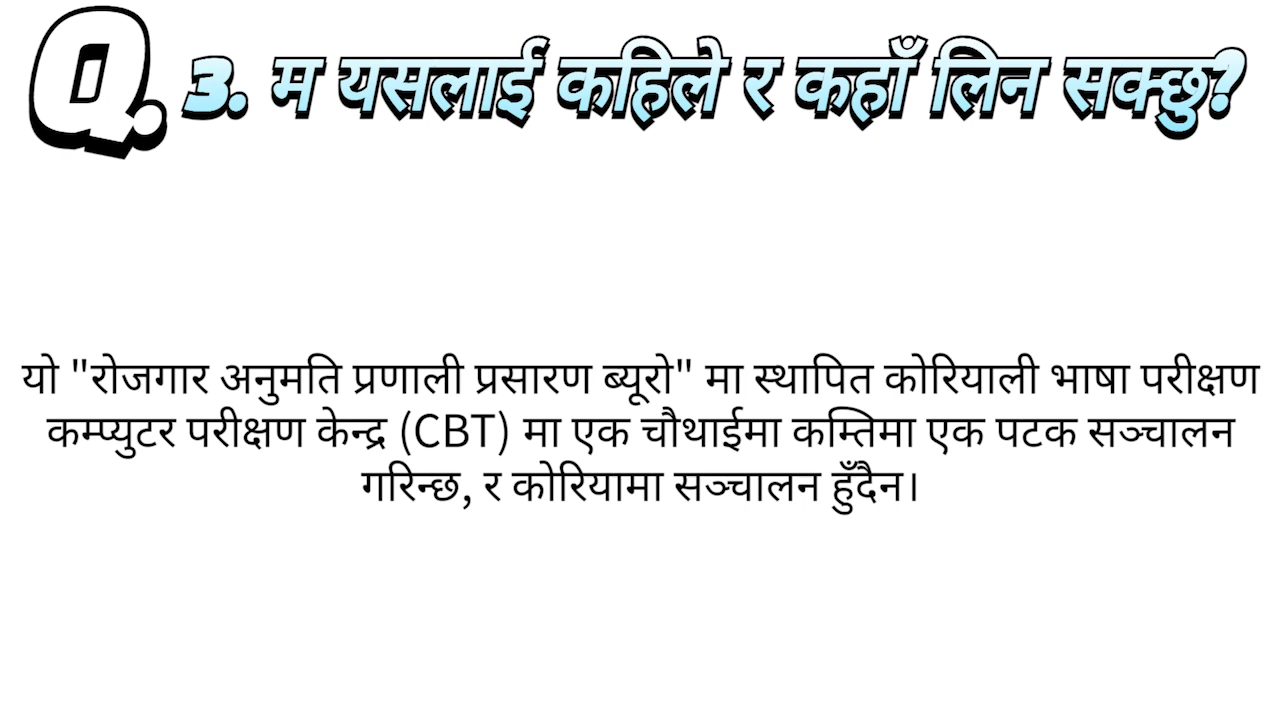 Q. 3. म यसलाई कहिले र कहाँ लिन सक्छु?
यो "रोजगार अनुमति प्रणाली प्रसारण ब्यूरो" मा स्थापित कोरियाली भाषा परीक्षण
कम्प्युटर परीक्षण केन्द्र (CBT) मा एक चौथाईमा कम्तिमा एक पटक सञ्चालन
गरिन्छ, र कोरियामा सञ्चालन हुँदैन।